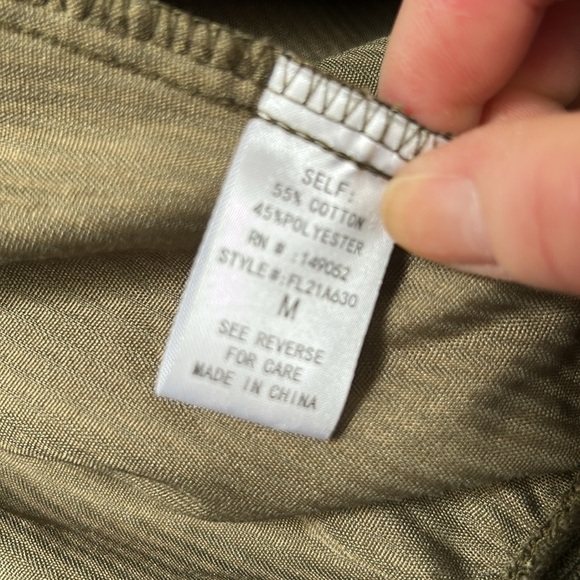 SELF:
55% COTTON
45%POLYESTER
RN # :149052
STYLE#:FL21A630
M
SEE REVERSE
FOR CARE
MADE IN CHINA